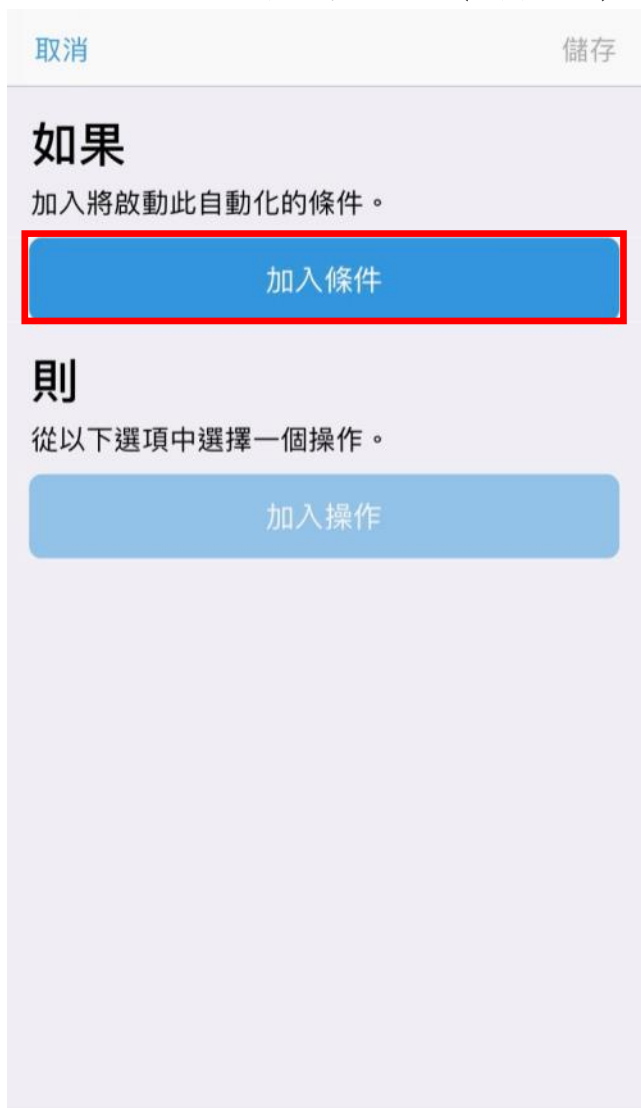 取消 儲存
如果
加入將啟動此自動化的條件。
加入條件
則
從以下選項中選擇一個操作。
加入操作